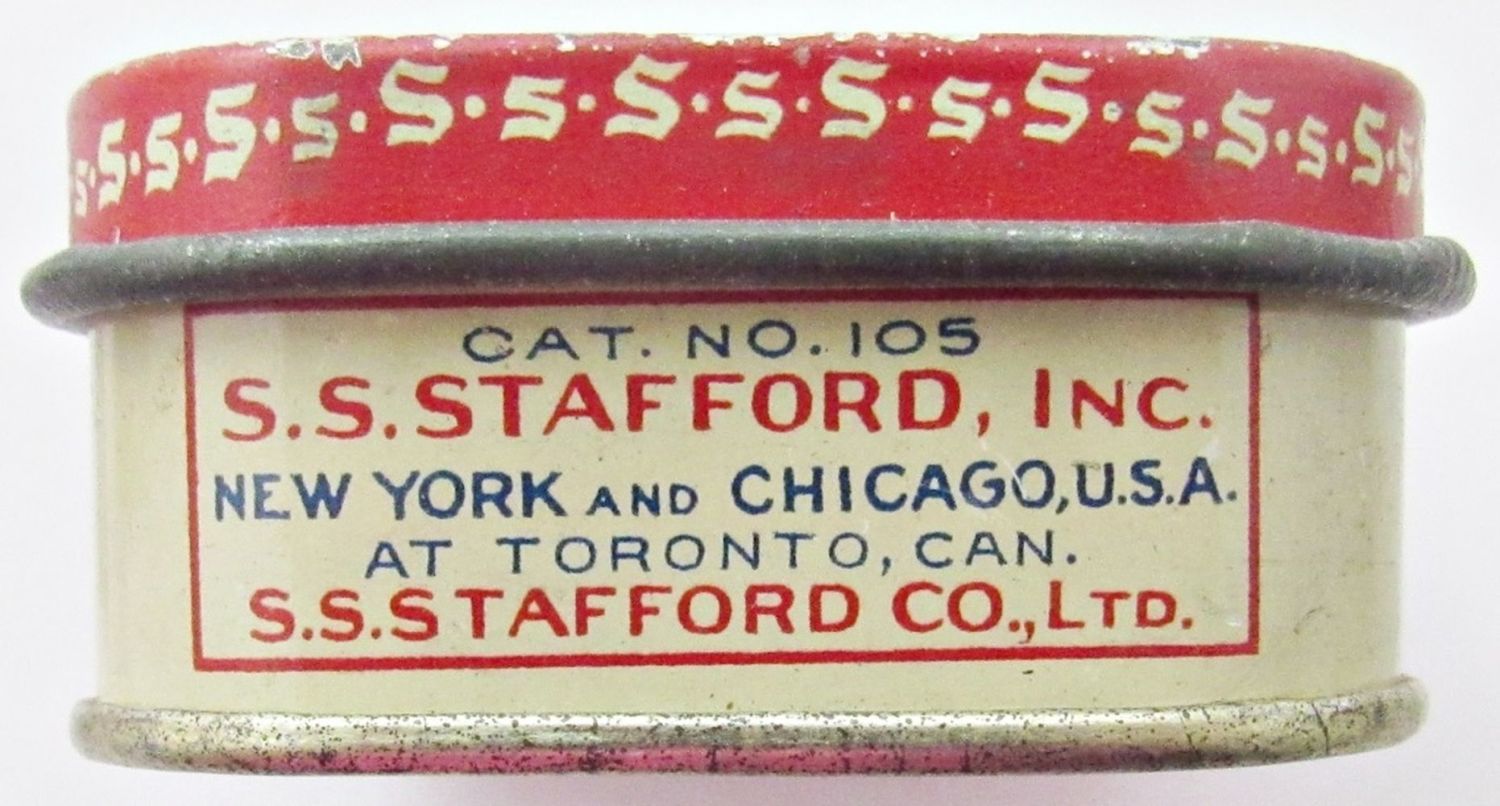 S·S·S·S·S·S·S·S·S·S·S·S·S·S·S·S·S
CAT. NO. 105
S.S.STAFFORD, INC.
NEW YORK AND CHICAGO, U.S.A.
AT TORONTO, CAN.
S.S.STAFFORD CO., LTD.